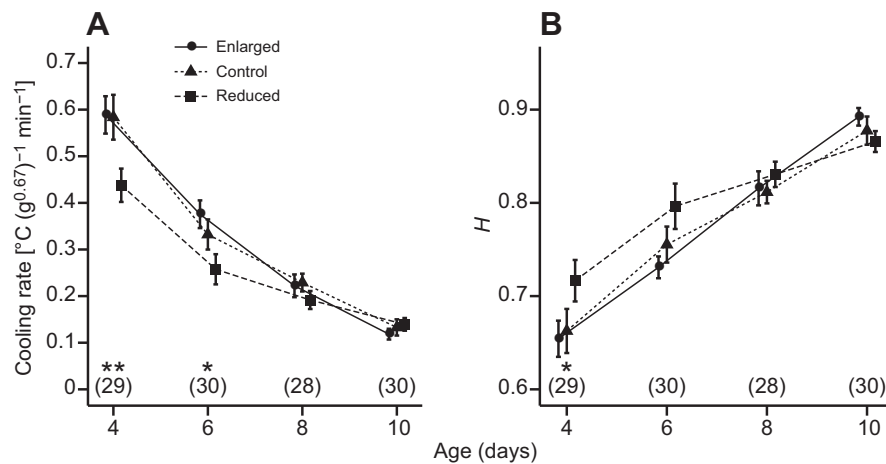 A
B
Enlarged
Control
Reduced
Cooling rate [°C (g^0.67)^−1 min^−1]
0.7
0.6
0.5
0.4
0.3
0.2
0.1
0
** * 
(29) (30) (28) (30)
4 6 8 10
H
0.9
0.8
0.7
0.6
*
(29) (30) (28) (30)
4 6 8 10
Age (days)